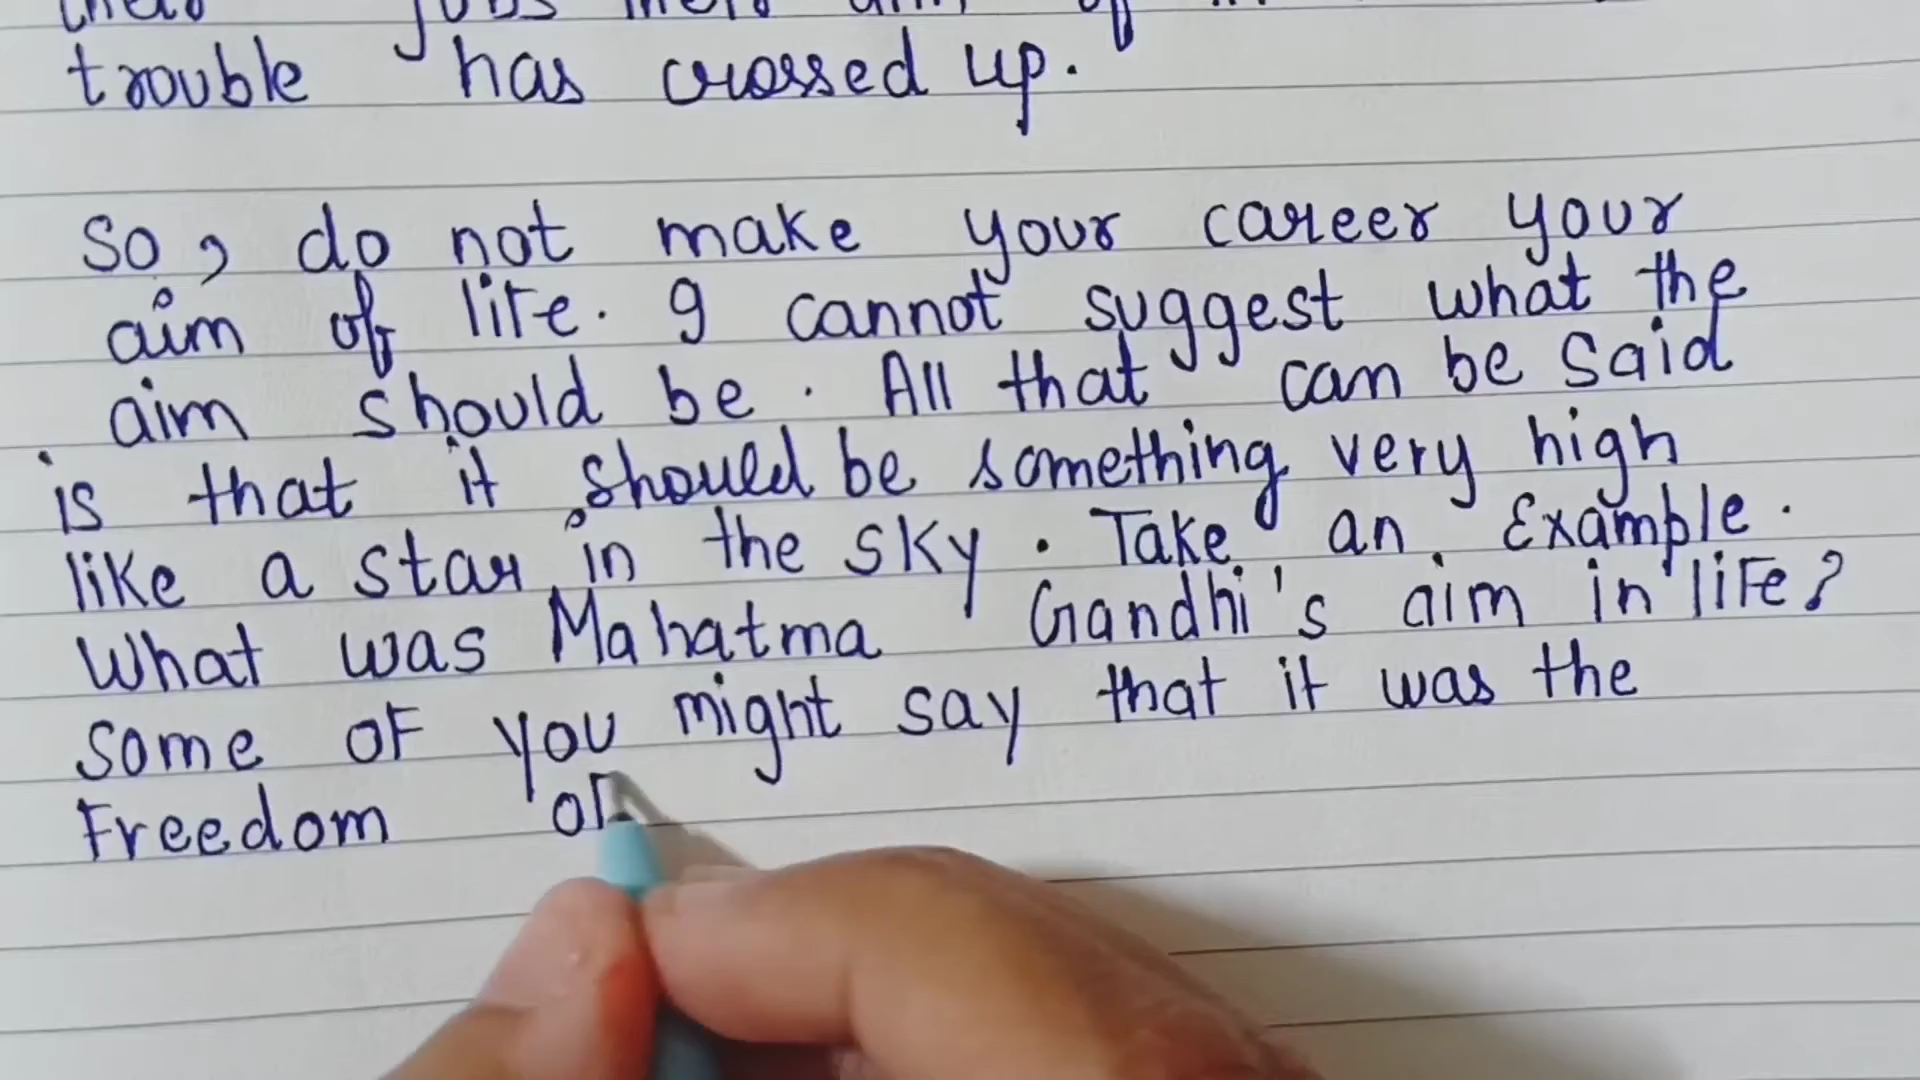 trouble has crossed up.
So, do not make your career your
aim of life. I cannot suggest what the
aim should be. All that can be said
is that it should be something very high
like a star in the sky. Take an Example.
What was Mahatma Gandhi's aim in life?
Some of you might say that it was the
Freedom of